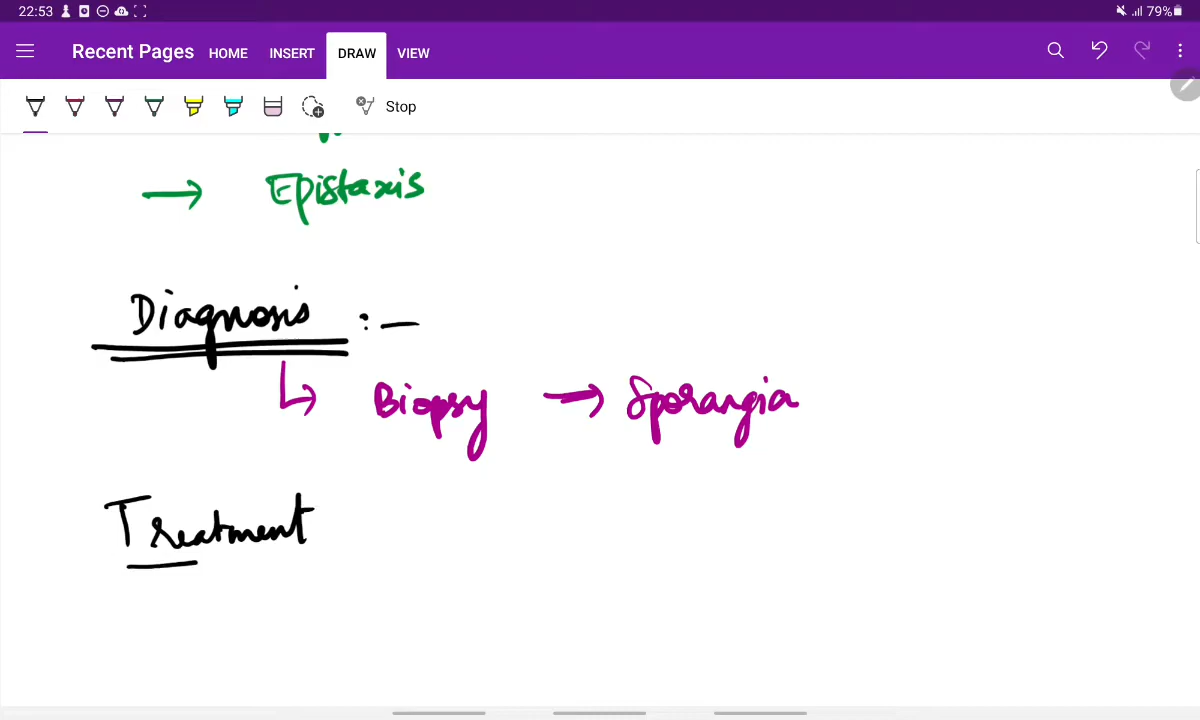 22:53 79%
Recent Pages HOME INSERT DRAW VIEW
Stop
→ Epistaxis
Diagnosis :—
↳ Biopsy → Sporangia
Treatment